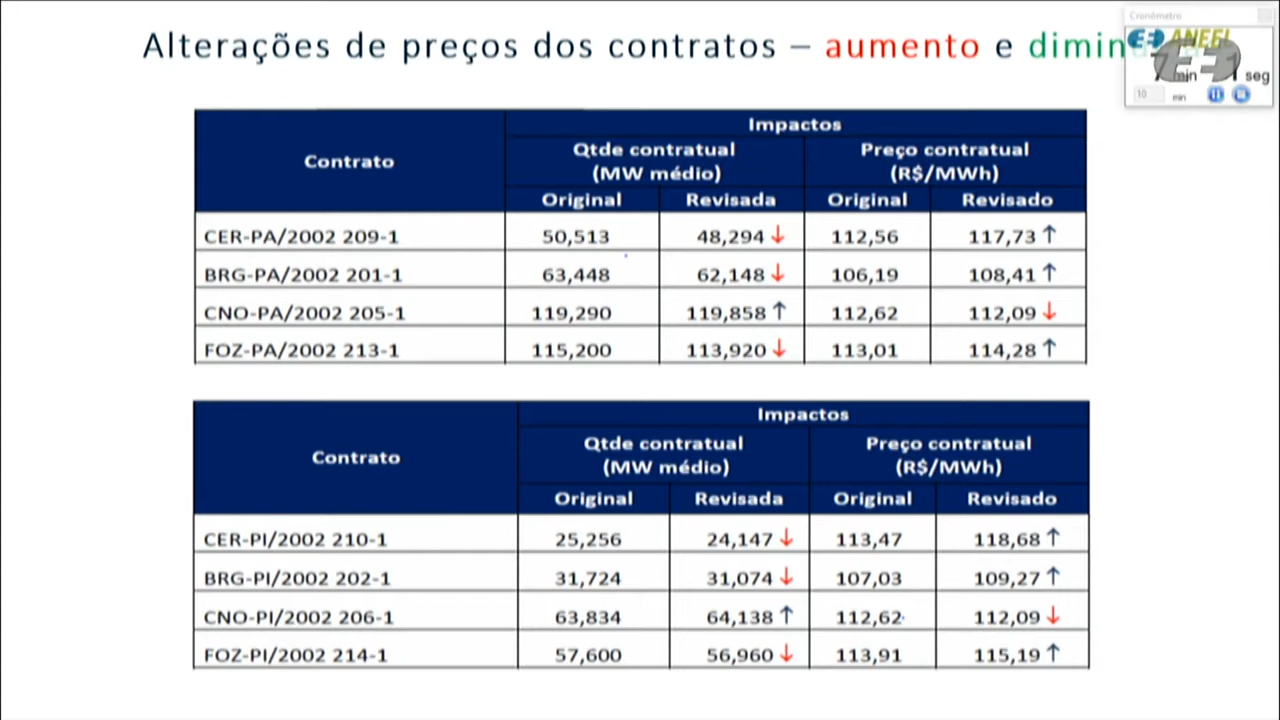 Alterações de preços dos contratos – aumento e
Cronômetro
min seg
10 min
Contrato Impactos
Qtde contratual (MW médio) Preço contratual (R$/MWh)
Original Revisada Original Revisado
CER-PA/2002 209-1 50,513 48,294 ↓ 112,56 117,73 ↑
BRG-PA/2002 201-1 63,448 62,148 ↓ 106,19 108,41 ↑
CNO-PA/2002 205-1 119,290 119,858 ↑ 112,62 112,09 ↓
FOZ-PA/2002 213-1 115,200 113,920 ↓ 113,01 114,28 ↑
Contrato Impactos
Qtde contratual (MW médio) Preço contratual (R$/MWh)
Original Revisada Original Revisado
CER-PI/2002 210-1 25,256 24,147 ↓ 113,47 118,68 ↑
BRG-PI/2002 202-1 31,724 31,074 ↓ 107,03 109,27 ↑
CNO-PI/2002 206-1 63,834 64,138 ↑ 112,62 112,09 ↓
FOZ-PI/2002 214-1 57,600 56,960 ↓ 113,91 115,19 ↑